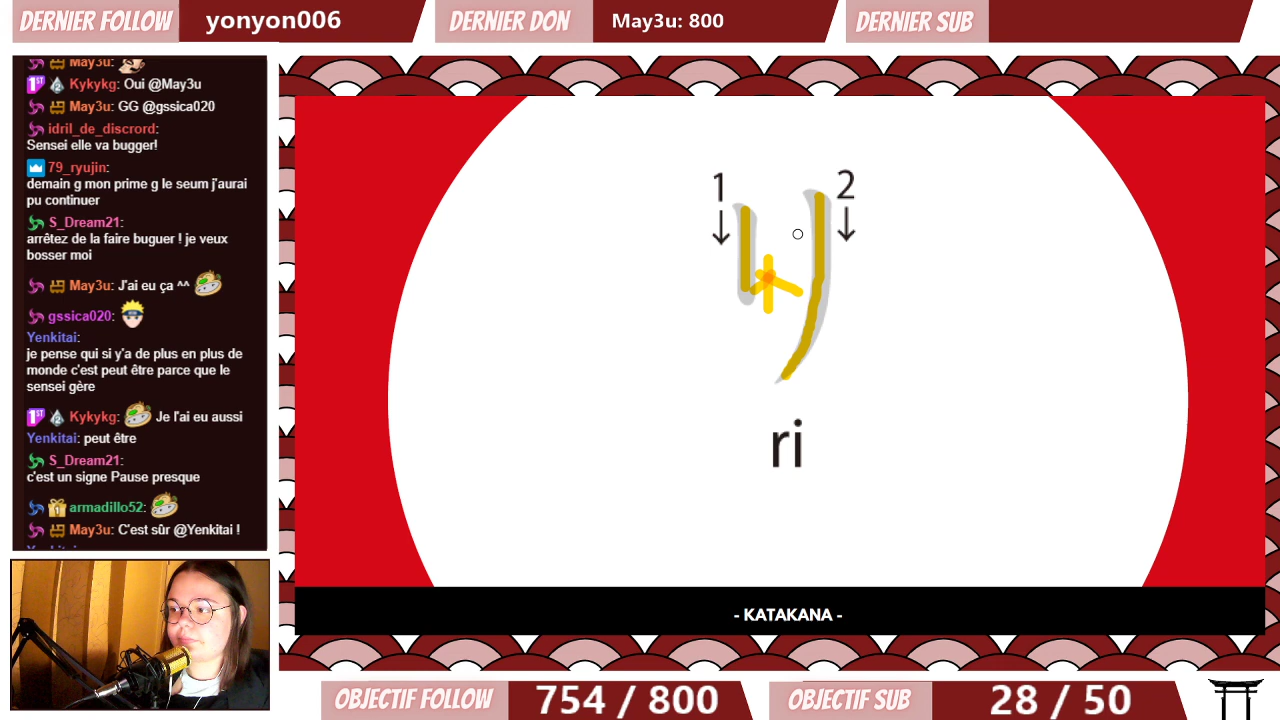 DERNIER FOLLOW
yonyon006
DERNIER DON
May3u: 800
DERNIER SUB
May3u:
Kykykg: Oui @May3u
May3u: GG @gssica020
idril_de_discrord:
Sensei elle va bugger!
79_ryujin:
demain g mon prime g le seum j'aurai
pu continuer
S_Dream21:
arrêtez de la faire buguer ! je veux
bosser moi
May3u: J'ai eu ça ^^
gssica020:
Yenkitai:
je pense qui si y'a de plus en plus de
monde c'est peut être parce que le
sensei gère
Kykykg: Je l'ai eu aussi
Yenkitai: peut être
S_Dream21:
c'est un signe Pause presque
armadillo52:
May3u: C'est sûr @Yenkitai !
1 2
↓ ↓
リ
ri
- KATAKANA -
OBJECTIF FOLLOW
754 / 800
OBJECTIF SUB
28 / 50